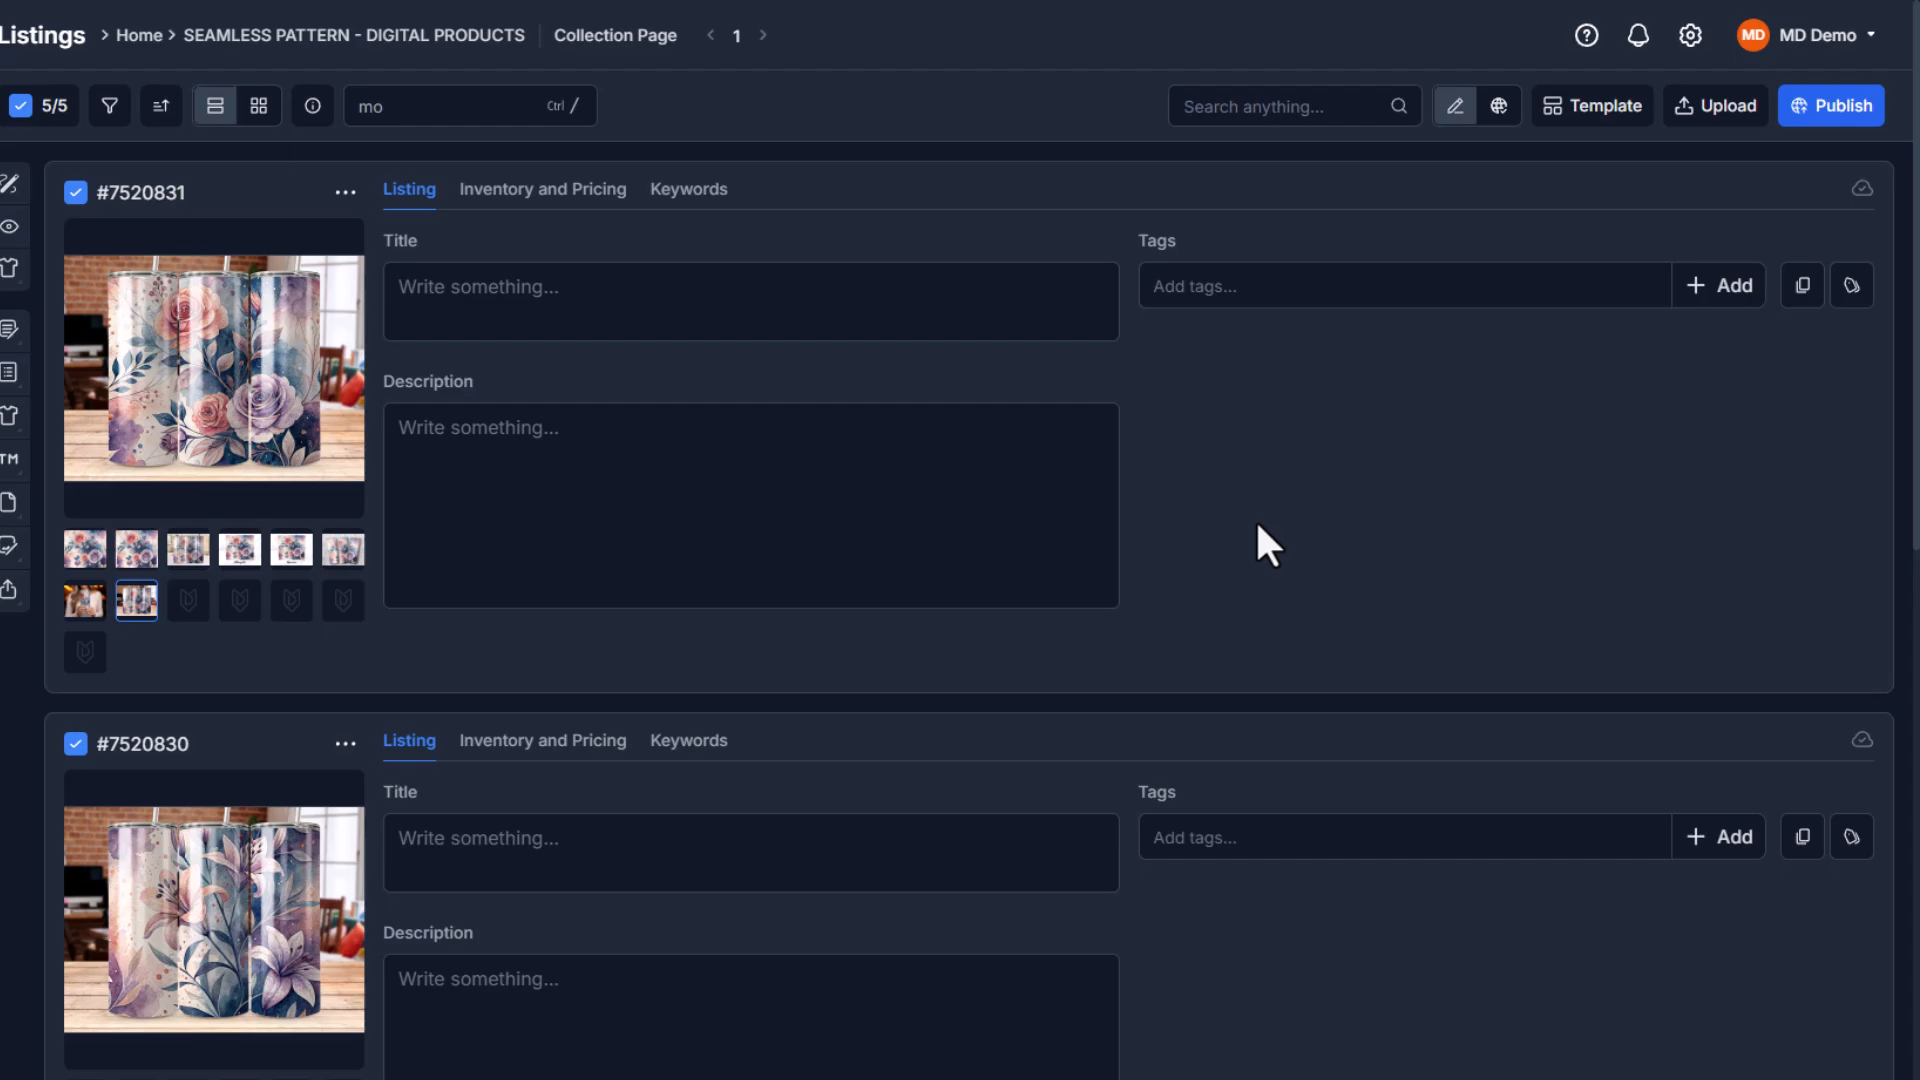 Listings > Home > SEAMLESS PATTERN - DIGITAL PRODUCTS Collection Page < 1 > MD MD Demo
5/5 mo Ctrl / Search anything... Template Upload Publish
#7520831 Listing Inventory and Pricing Keywords
Title Tags
Write something... Add tags... + Add
Description
Write something...
TM
#7520830 Listing Inventory and Pricing Keywords
Title Tags
Write something... Add tags... + Add
Description
Write something...